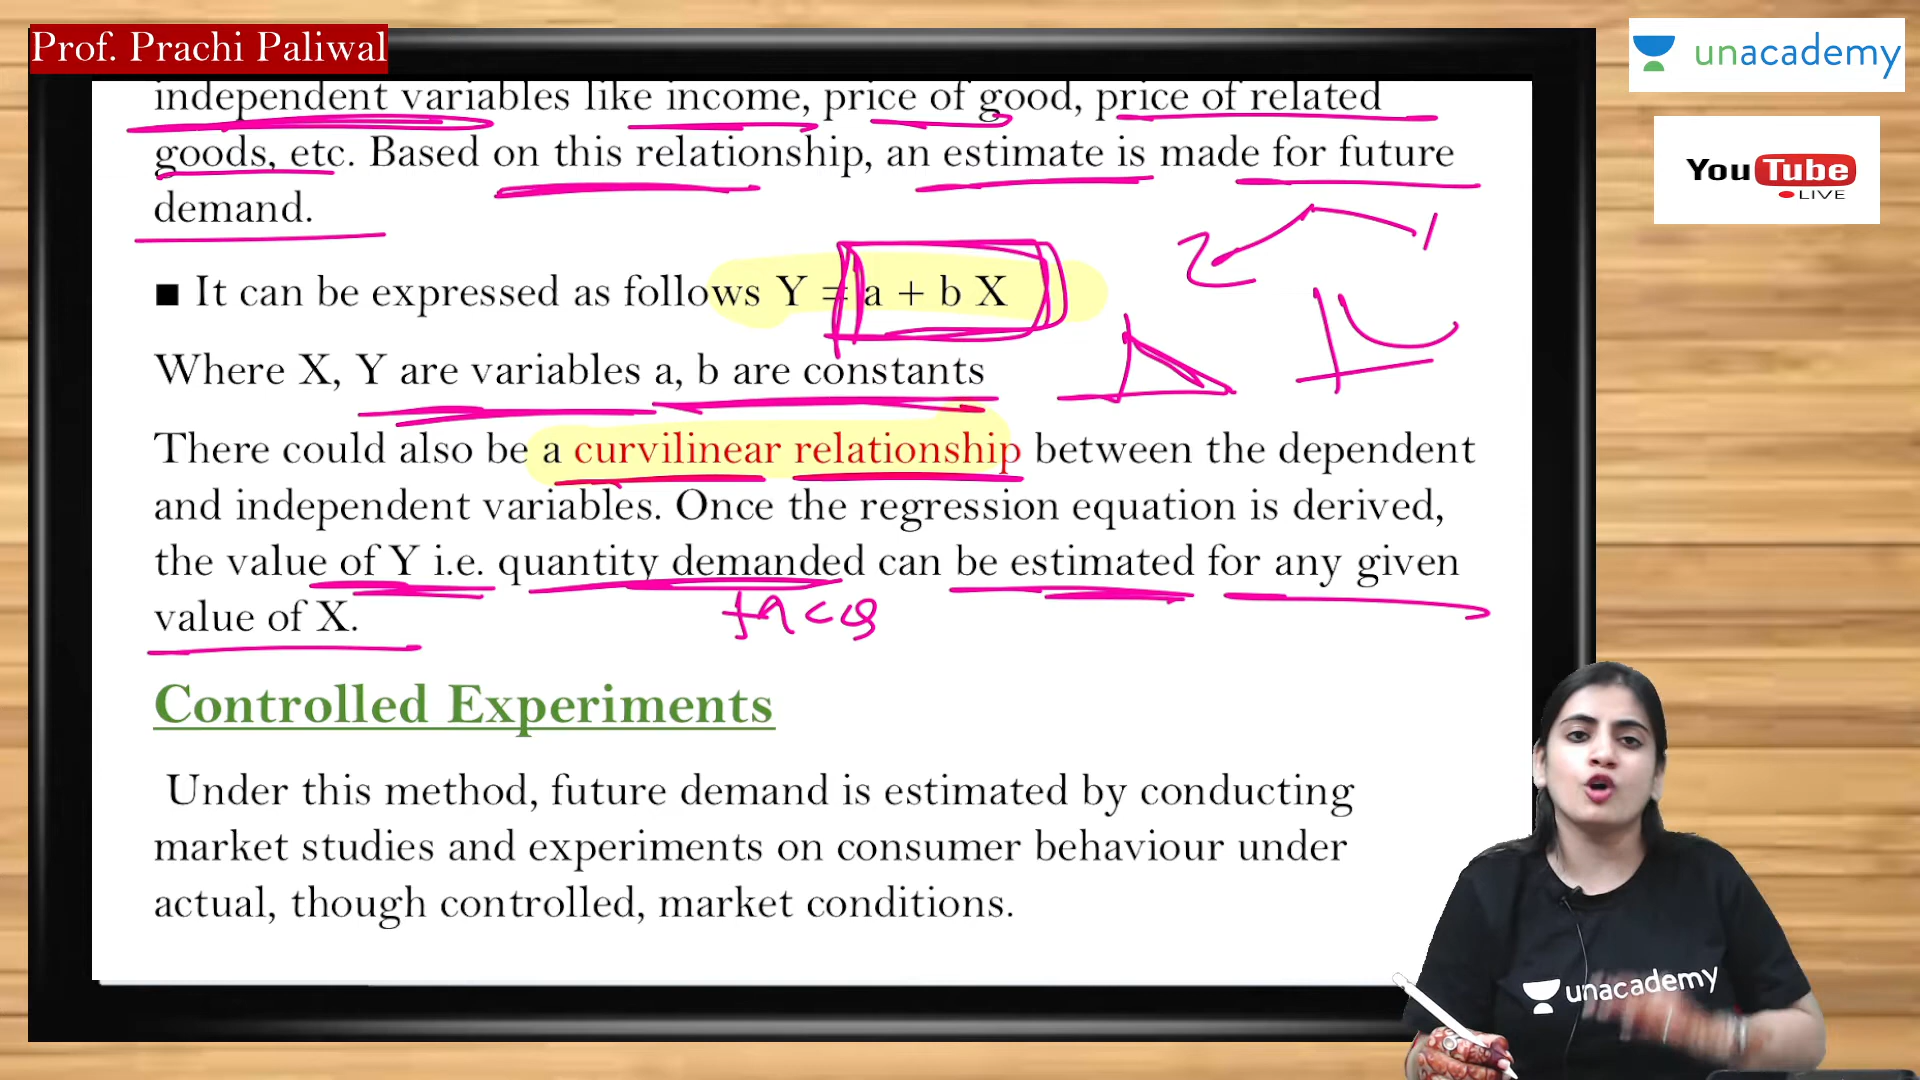 Prof. Prachi Paliwal
unacademy
You Tube
LIVE
independent variables like income, price of good, price of related
goods, etc. Based on this relationship, an estimate is made for future
demand.
2
1
■ It can be expressed as follows Y = a + b X
Where X, Y are variables a, b are constants
There could also be a curvilinear relationship between the dependent
and independent variables. Once the regression equation is derived,
the value of Y i.e. quantity demanded can be estimated for any given
value of X.
Controlled Experiments
Under this method, future demand is estimated by conducting
market studies and experiments on consumer behaviour under
actual, though controlled, market conditions.
unacademy